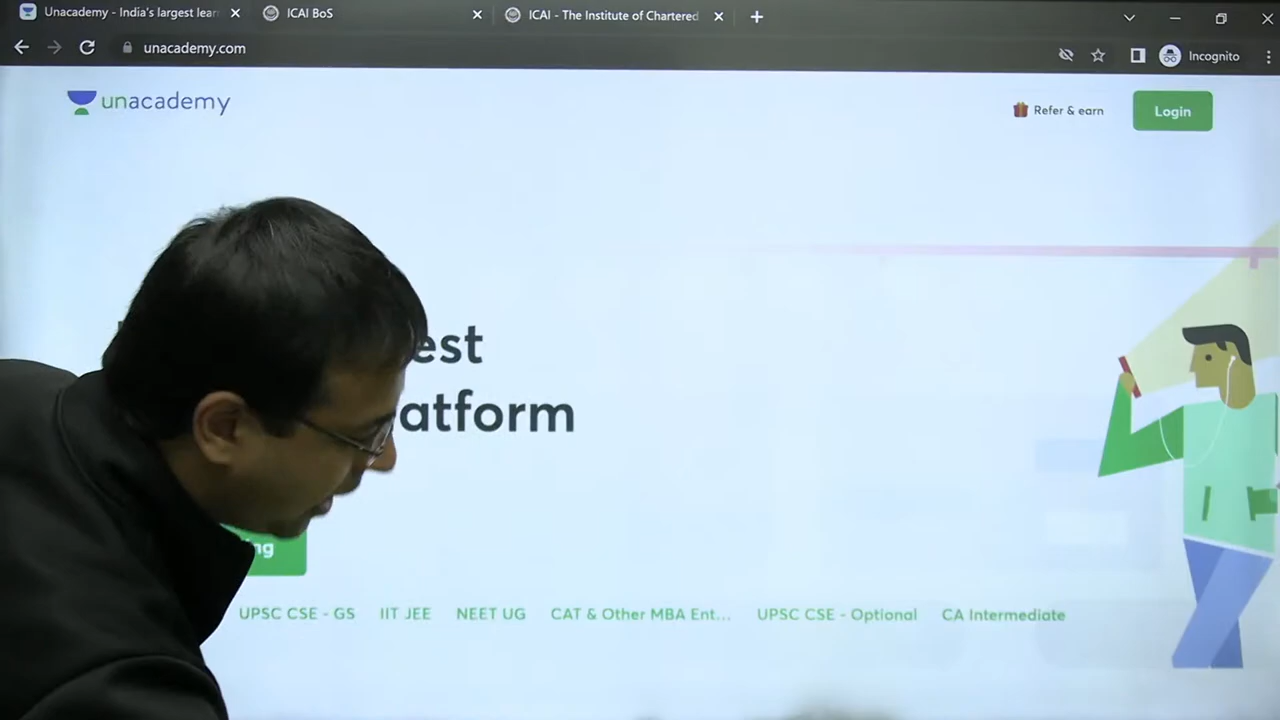 Unacademy - India's largest lear
ICAI BoS
ICAI - The Institute of Chartered
unacademy.com
Incognito
unacademy
Refer & earn
Login
est
atform
ng
UPSC CSE - GS
IIT JEE
NEET UG
CAT & Other MBA Ent...
UPSC CSE - Optional
CA Intermediate